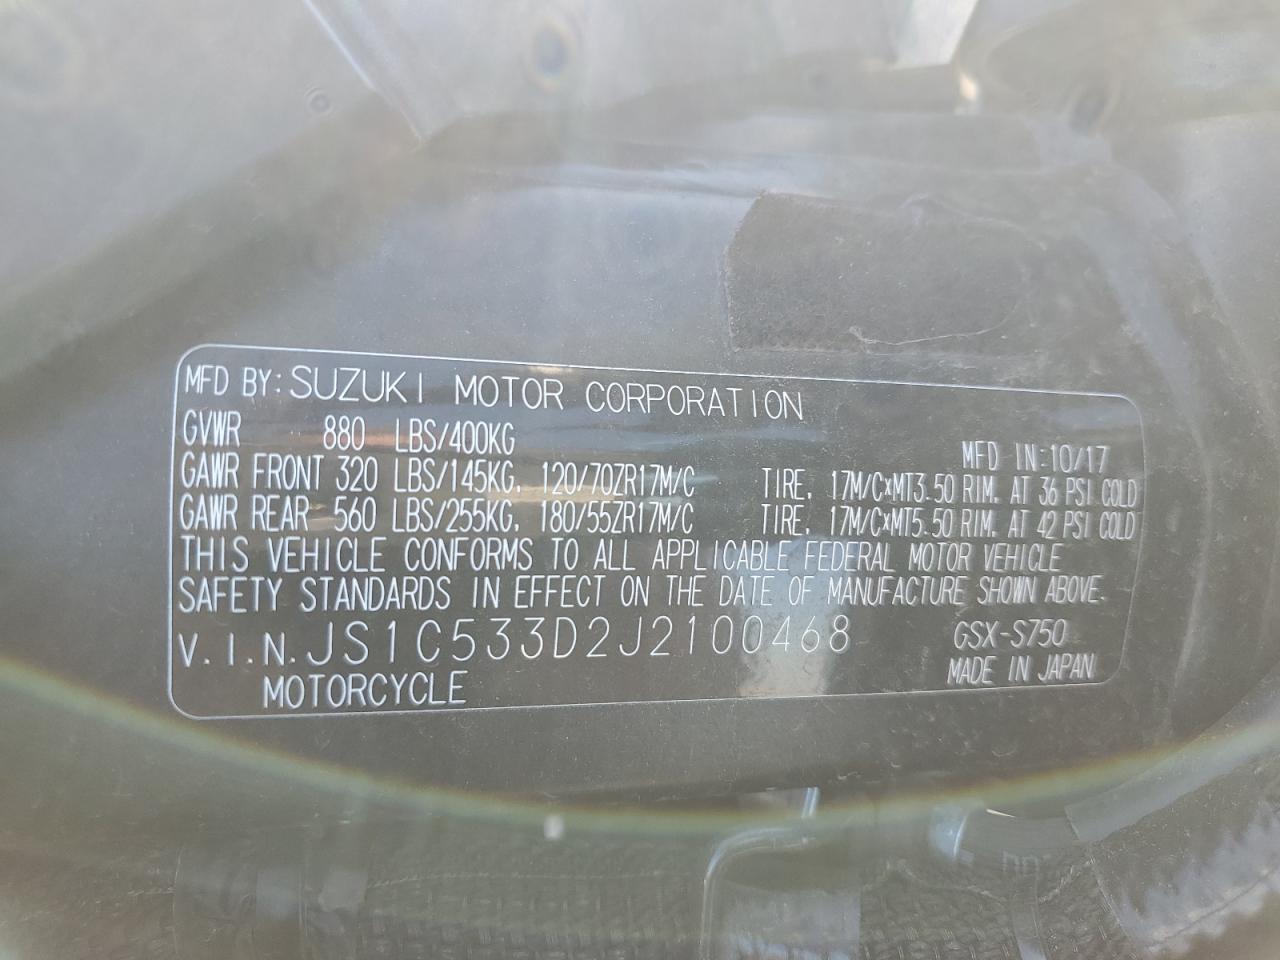 MFD BY: SUZUKI MOTOR CORPORATION
GVWR 880 LBS/400KG
MFD IN: 10/17
GAWR FRONT 320 LBS/145KG, 120/70ZR17M/C TIRE, 17M/C×MT3.50 RIM, AT 36 PSI COLD
GAWR REAR 560 LBS/255KG, 180/55ZR17M/C TIRE, 17M/C×MT5.50 RIM, AT 42 PSI COLD
THIS VEHICLE CONFORMS TO ALL APPLICABLE FEDERAL MOTOR VEHICLE
SAFETY STANDARDS IN EFFECT ON THE DATE OF MANUFACTURE SHOWN ABOVE.
V.I.N. JS1C533D2J2100468 GSX-S750
MOTORCYCLE MADE IN JAPAN